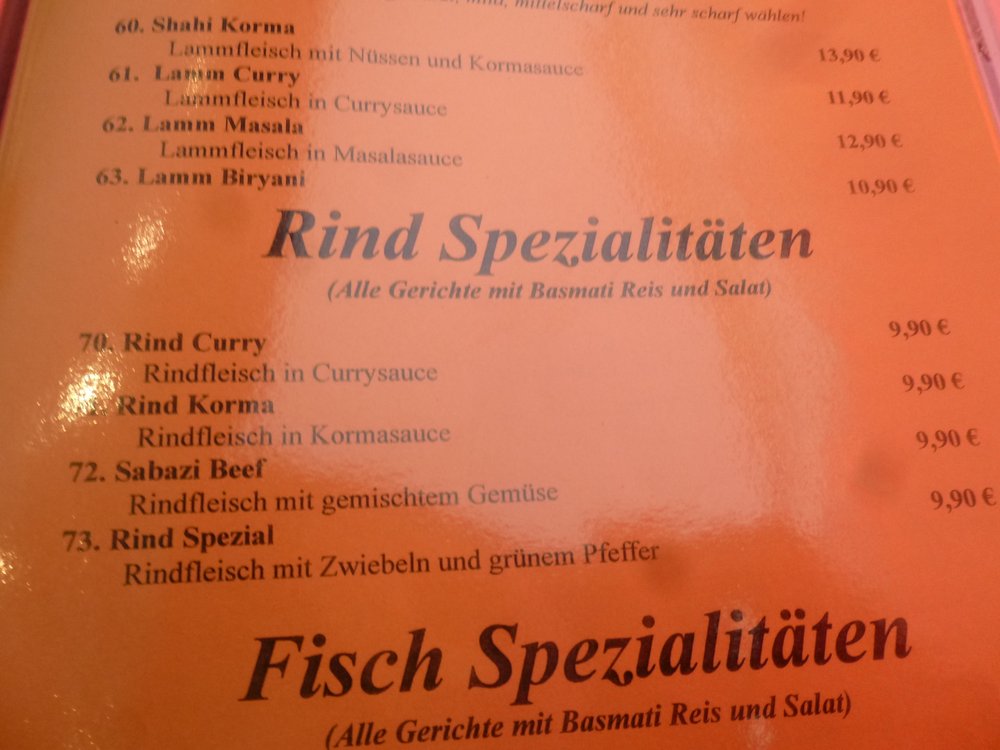 mild, mittelscharf und sehr scharf wählen!
60. Shahi Korma
Lammfleisch mit Nüssen und Kormasauce 13,90 €
61. Lamm Curry
Lammfleisch in Currysauce 11,90 €
62. Lamm Masala
Lammfleisch in Masalasauce 12,90 €
63. Lamm Biryani 10,90 €
Rind Spezialitäten
(Alle Gerichte mit Basmati Reis und Salat)
70. Rind Curry 9,90 €
Rindfleisch in Currysauce
Rind Korma 9,90 €
Rindfleisch in Kormasauce
72. Sabazi Beef 9,90 €
Rindfleisch mit gemischtem Gemüse
73. Rind Spezial 9,90 €
Rindfleisch mit Zwiebeln und grünem Pfeffer
Fisch Spezialitäten
(Alle Gerichte mit Basmati Reis und Salat)